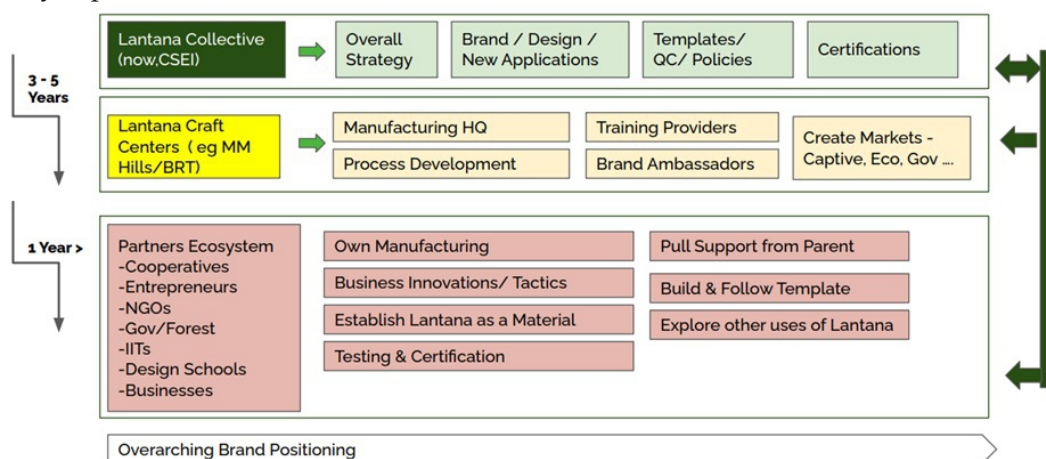 Lantana Collective
(now,CSEI)
Overall
Strategy
Brand / Design /
New Applications
Templates/
QC/ Policies
Certifications
3 - 5
Years
Lantana Craft
Centers ( eg MM
Hills/BRT)
Manufacturing HQ
Training Providers
Process Development
Brand Ambassadors
Create Markets -
Captive, Eco, Gov ....
1 Year >
Partners Ecosystem
-Cooperatives
-Entrepreneurs
-NGOs
-Gov/Forest
-IITs
-Design Schools
-Businesses
Own Manufacturing
Business Innovations/ Tactics
Establish Lantana as a Material
Testing & Certification
Pull Support from Parent
Build & Follow Template
Explore other uses of Lantana
Overarching Brand Positioning